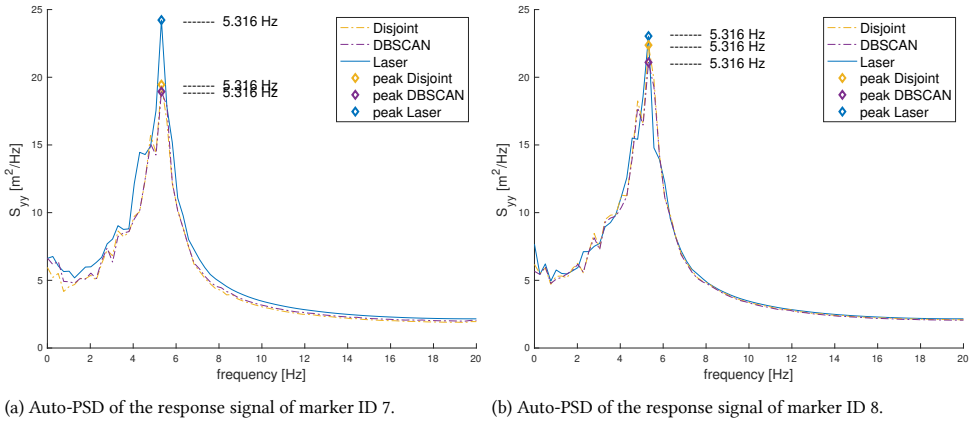 25
20
15
10
5
0
S_yy [m^2/Hz]
0 2 4 6 8 10 12 14 16 18 20
frequency [Hz]
5.316 Hz
5.316 Hz
5.316 Hz
Disjoint
DBSCAN
Laser
peak Disjoint
peak DBSCAN
peak Laser
(a) Auto-PSD of the response signal of marker ID 7.
25
20
15
10
5
0
S_yy [m^2/Hz]
0 2 4 6 8 10 12 14 16 18 20
frequency [Hz]
5.316 Hz
5.316 Hz
5.316 Hz
Disjoint
DBSCAN
Laser
peak Disjoint
peak DBSCAN
peak Laser
(b) Auto-PSD of the response signal of marker ID 8.